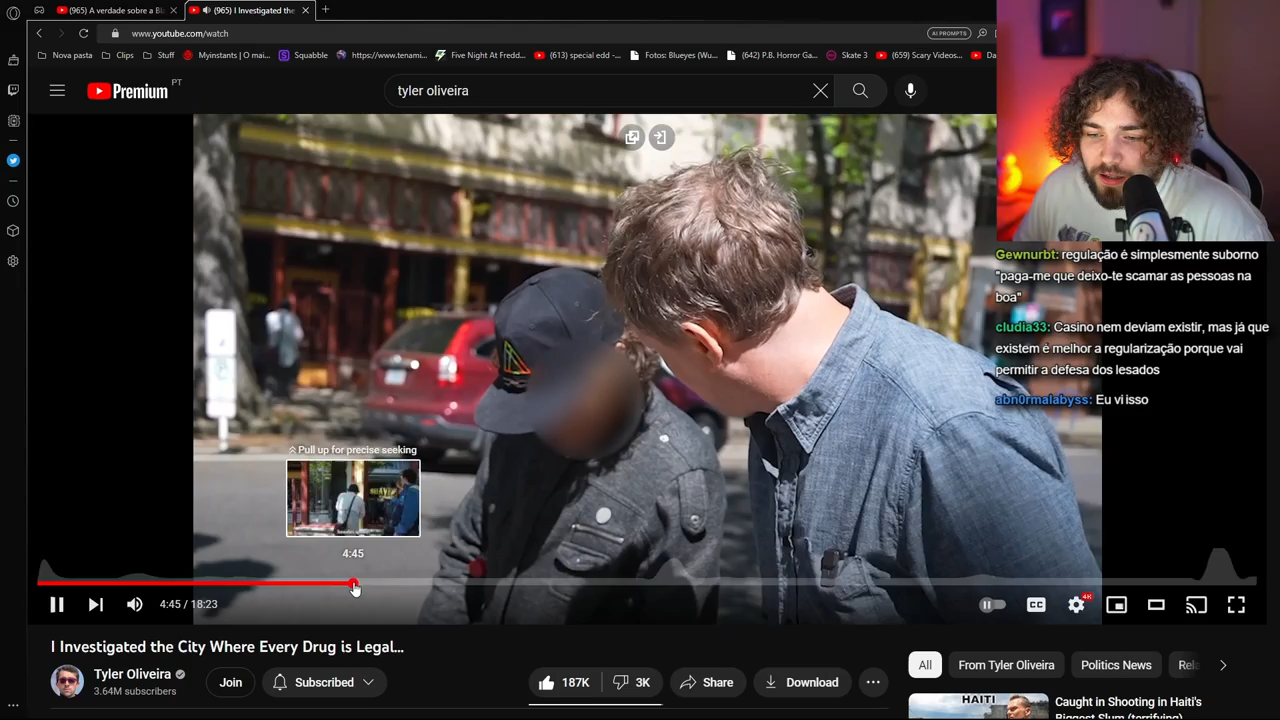 (965) A verdade sobre a Bl
(965) I Investigated the
www.youtube.com/watch
AI PROMPTS
Nova pasta
Clips
Stuff
Myinstants | O mai...
Squabble
https://www.tenami...
Five Night At Fredd...
(613) special edd -...
Fotos: Blueyes (Wu...
(642) P.B. Horror Ga...
Skate 3
(659) Scary Videos...
Da
Premium PT
tyler oliveira
Gewnurbt: regulação é simplesmente suborno
"paga-me que deixo-te scamar as pessoas na
boa"
cludia33: Casino nem deviam existir, mas já que
existem é melhor a regularização porque vai
permitir a defesa dos lesados
abn0rmalabyss: Eu vi isso
Pull up for precise seeking
4:45
4:45 / 18:23
CC
4K
I Investigated the City Where Every Drug is Legal...
Tyler Oliveira
3.64M subscribers
Join
Subscribed
187K
3K
Share
Download
All
From Tyler Oliveira
Politics News
Rela
HAITI
Caught in Shooting in Haiti's
Biggest Slum (terrifying)